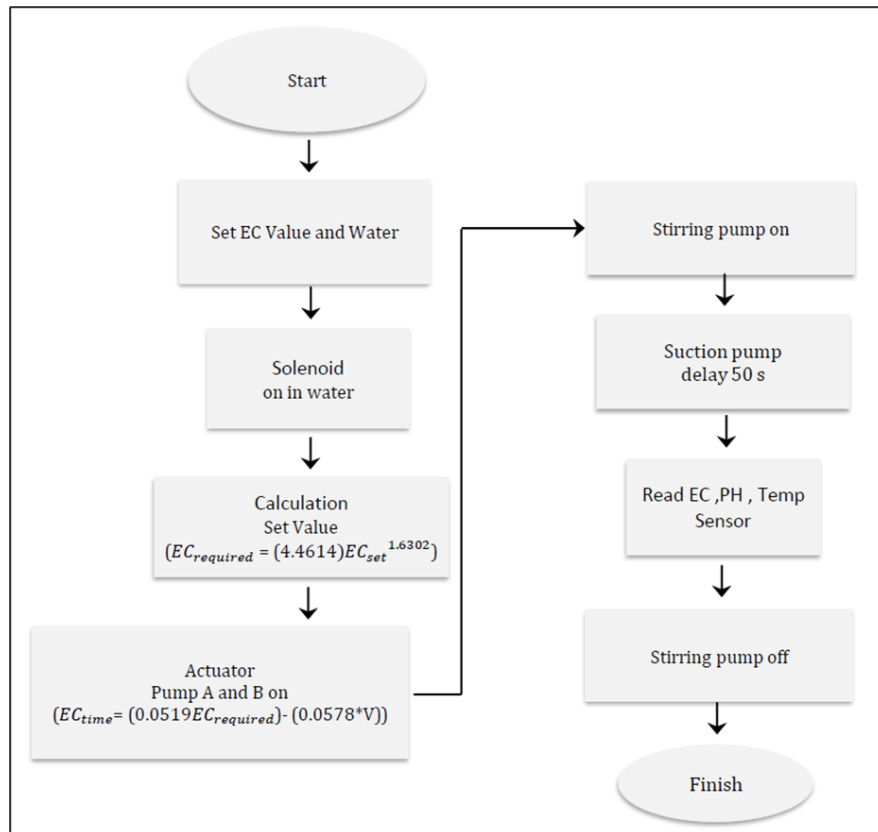 Start
Set EC Value and Water
Solenoid
on in water
Calculation
Set Value
(EC_required = (4.4614)EC_set^1.6302)
Actuator
Pump A and B on
(EC_time= (0.0519EC_required)- (0.0578*V))
Stirring pump on
Suction pump
delay 50 s
Read EC ,PH , Temp
Sensor
Stirring pump off
Finish